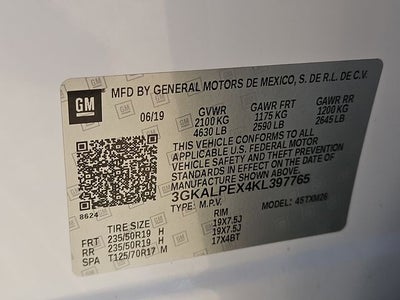 GM
MFD BY GENERAL MOTORS DE MEXICO, S. DE R.L. DE C.V.
06/19 GVWR GAWR FRT GAWR RR
2100 KG 1175 KG 1200 KG
4630 LB 2590 LB 2645 LB
THIS VEHICLE CONFORMS TO ALL
APPLICABLE U.S. FEDERAL MOTOR
VEHICLE SAFETY AND THEFT PREVENTION
STANDARDS IN EFFECT ON THE DATE OF
MANUFACTURE SHOWN ABOVE.
3GKALPEX4KL397765
TYPE: M.P.V. MODEL: 4STXM26
8624
TIRE SIZE RIM
FRT 235/50R19 H 19X7.5J
RR 235/50R19 H 19X7.5J
SPA T125/70R17 M 17X4BT